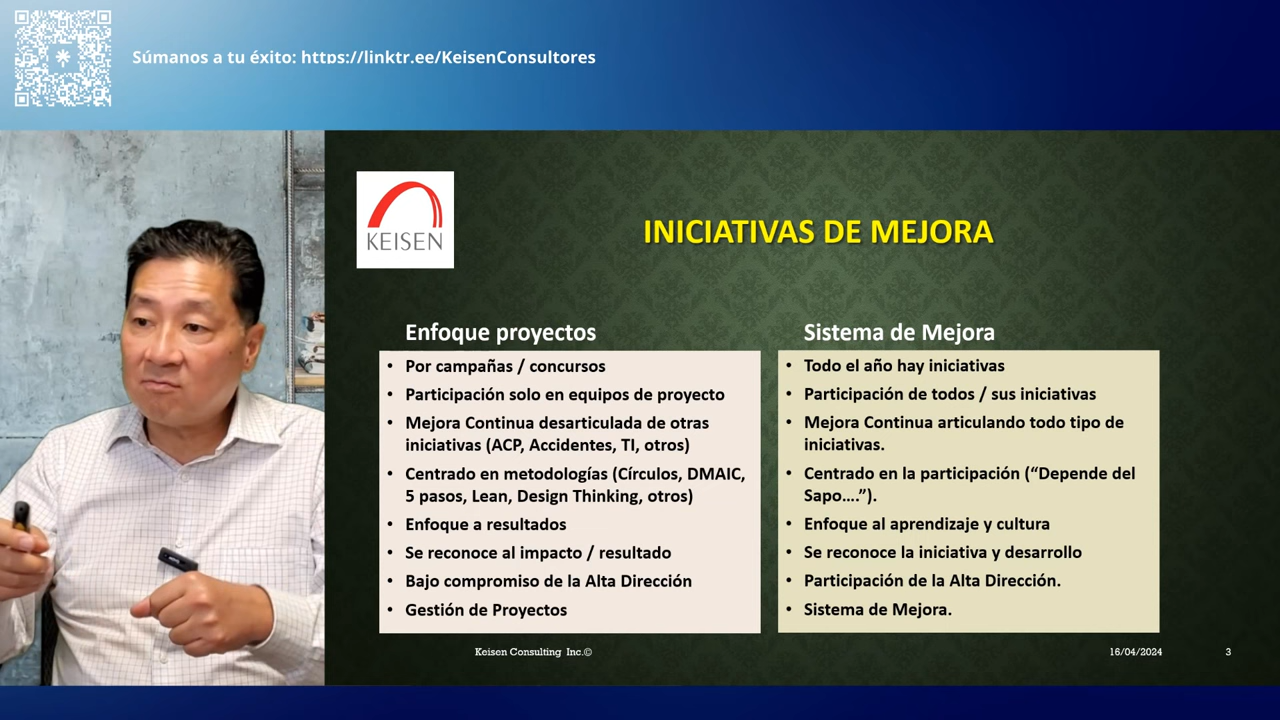 Súmanos a tu éxito: https://linktr.ee/KeisenConsultores
KEISEN
INICIATIVAS DE MEJORA
Enfoque proyectos
• Por campañas / concursos
• Participación solo en equipos de proyecto
• Mejora Continua desarticulada de otras
iniciativas (ACP, Accidentes, TI, otros)
• Centrado en metodologías (Círculos, DMAIC,
5 pasos, Lean, Design Thinking, otros)
• Enfoque a resultados
• Se reconoce al impacto / resultado
• Bajo compromiso de la Alta Dirección
• Gestión de Proyectos
Sistema de Mejora
• Todo el año hay iniciativas
• Participación de todos / sus iniciativas
• Mejora Continua articulando todo tipo de
iniciativas.
• Centrado en la participación (“Depende del
Sapo....”).
• Enfoque al aprendizaje y cultura
• Se reconoce la iniciativa y desarrollo
• Participación de la Alta Dirección.
• Sistema de Mejora.
Keisen Consulting Inc.©
16/04/2024
3